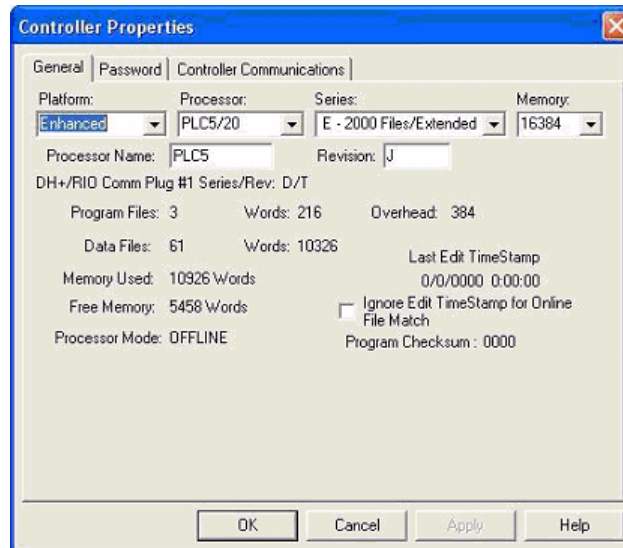 Controller Properties
General Password Controller Communications
Platform: Processor: Series: Memory:
Enhanced PLC5/20 E - 2000 Files/Extended 16384
Processor Name: PLC5 Revision: J
DH+/RIO Comm Plug #1 Series/Rev: D/T
Program Files: 3 Words: 216 Overhead: 384
Data Files: 61 Words: 10326
Last Edit TimeStamp
Memory Used: 10926 Words 0/0/0000 0:00:00
Free Memory: 5458 Words Ignore Edit TimeStamp for Online
File Match
Processor Mode: OFFLINE Program Checksum : 0000
OK Cancel Apply Help